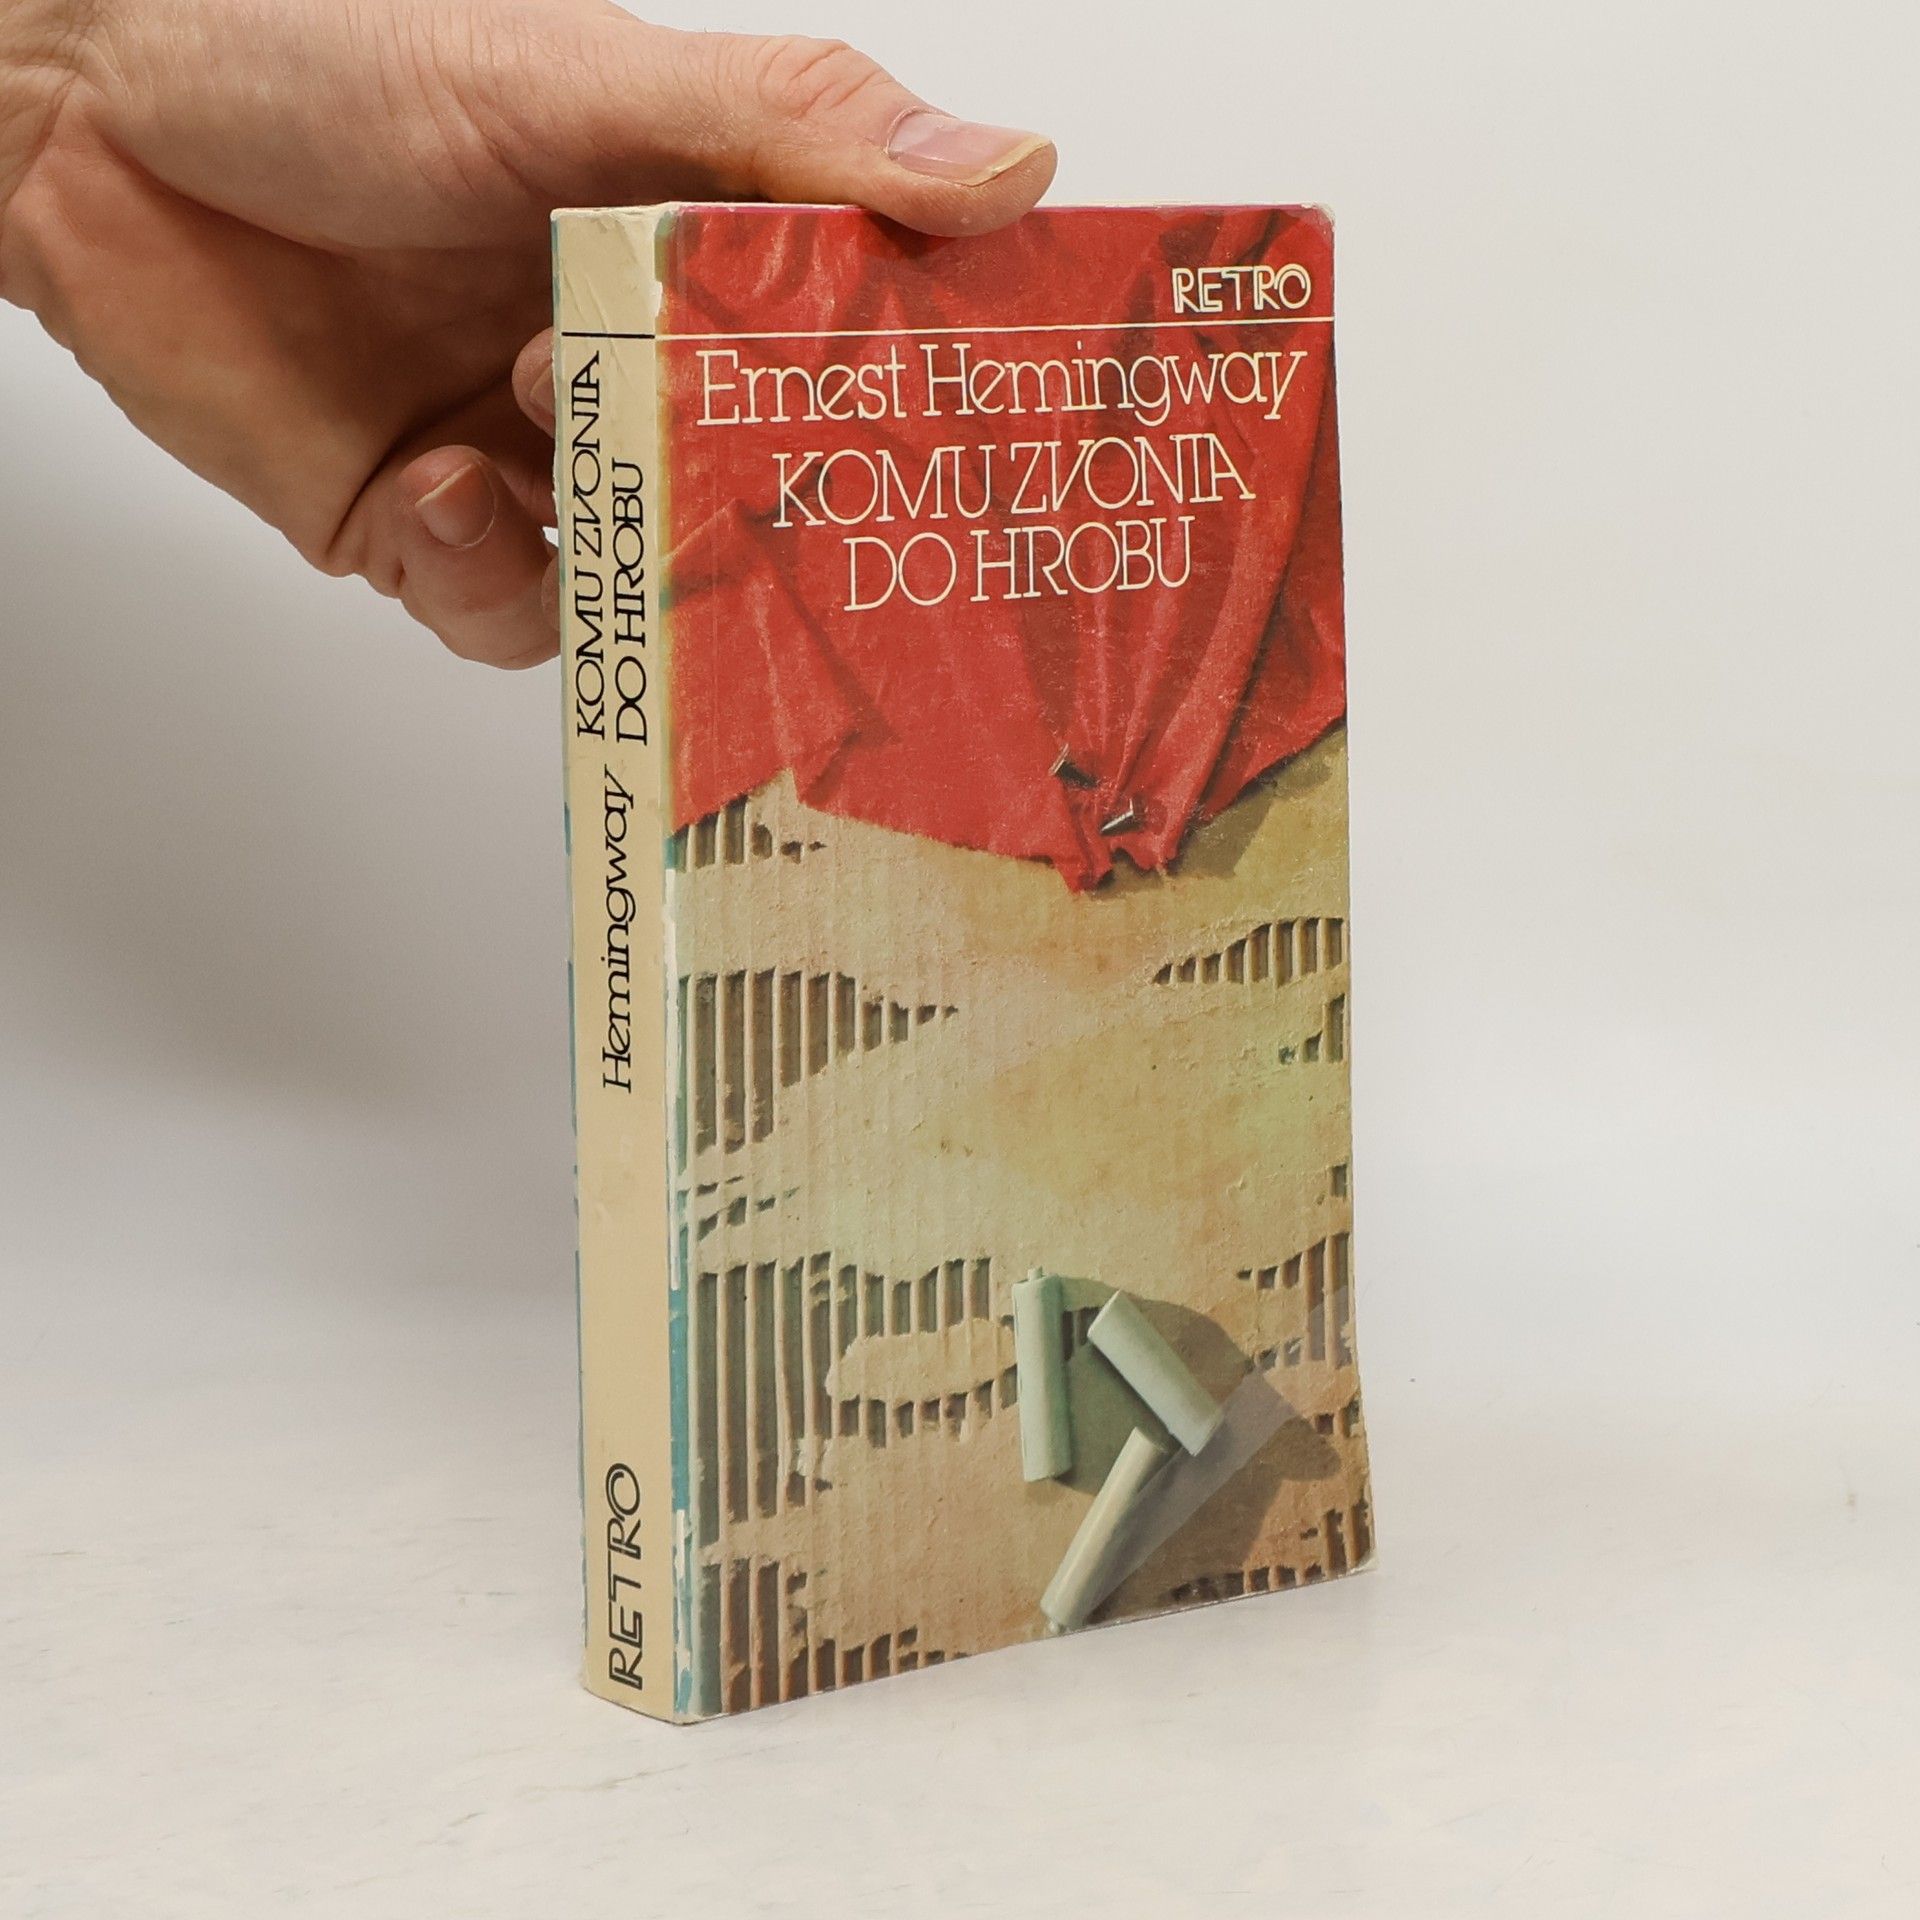 RETRO
Ernest Hemingway
KOMU ZVONIA
DO HROBU
KOMU ZVONIA
DO HROBU
Hemingway
RETRO